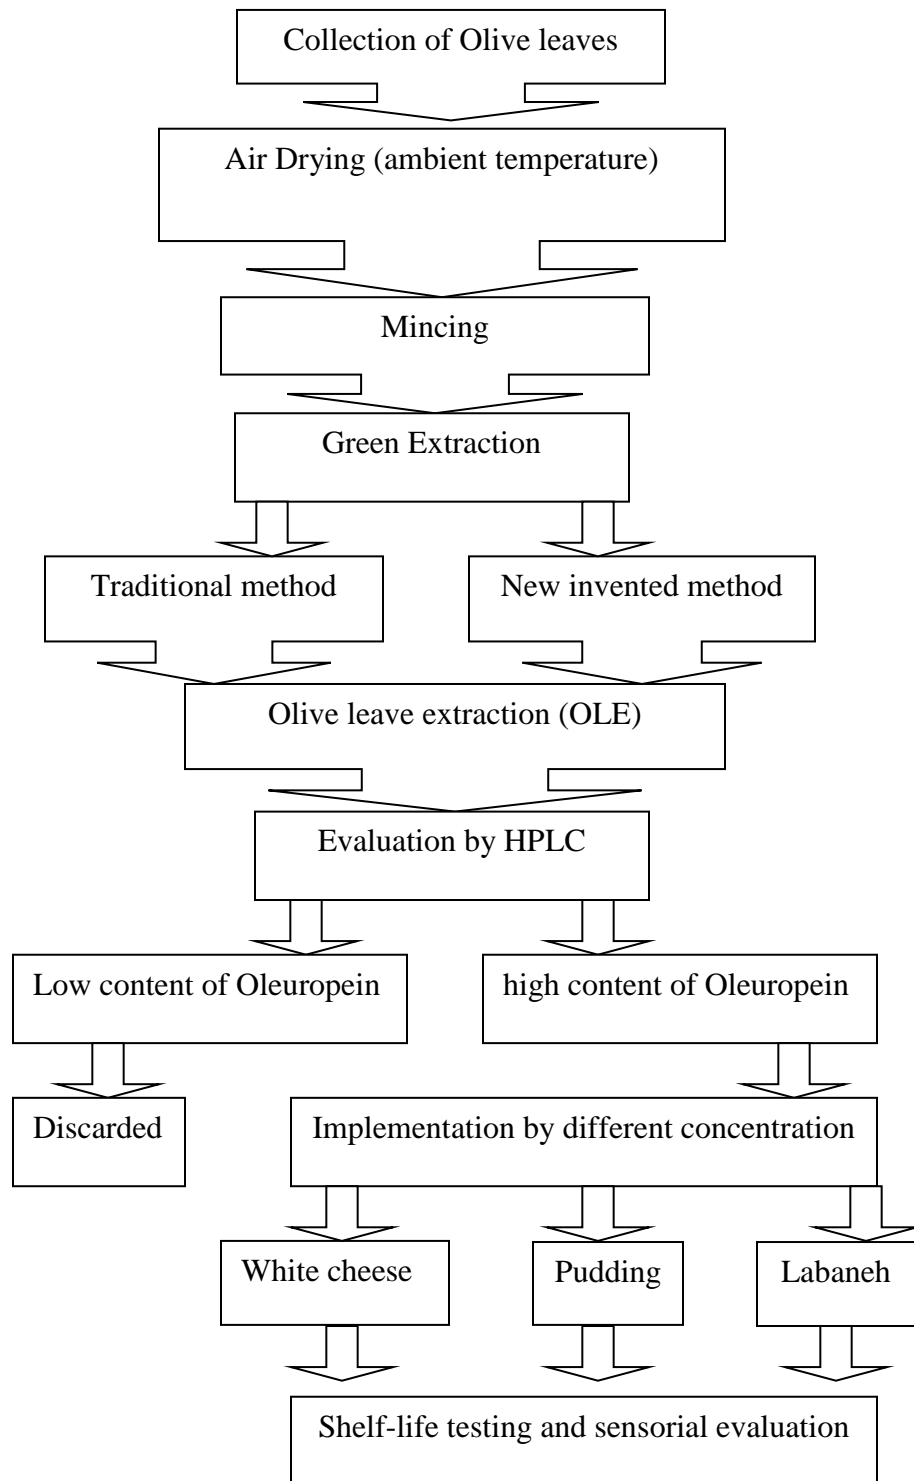 Collection of Olive leaves
Air Drying (ambient temperature)
Mincing
Green Extraction
Traditional method
New invented method
Olive leave extraction (OLE)
Evaluation by HPLC
Low content of Oleuropein
high content of Oleuropein
Discarded
Implementation by different concentration
White cheese
Pudding
Labaneh
Shelf-life testing and sensorial evaluation